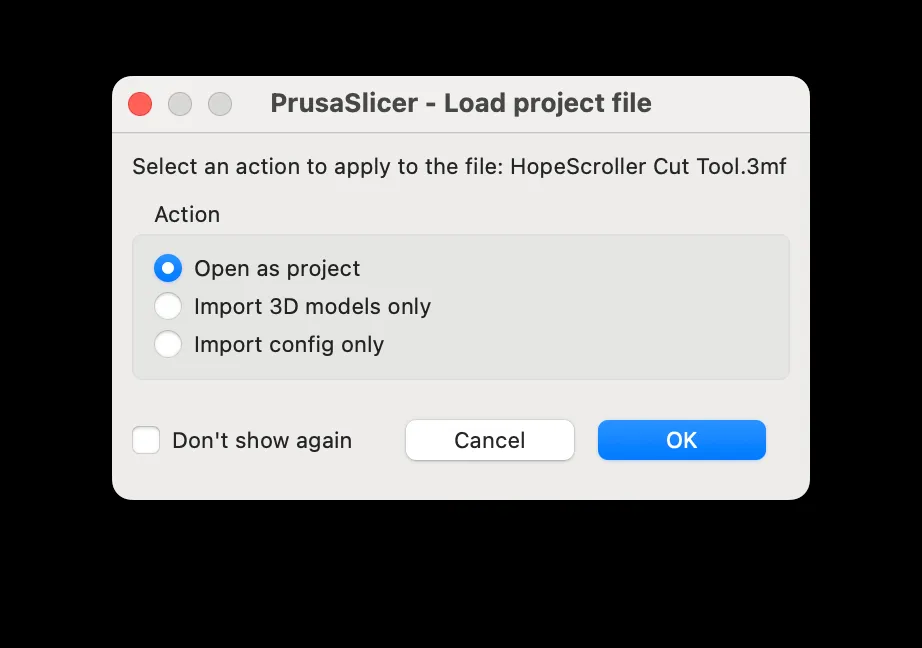 PrusaSlicer - Load project file
Select an action to apply to the file: HopeScroller Cut Tool.3mf
Action
Open as project
Import 3D models only
Import config only
Don't show again
Cancel
OK